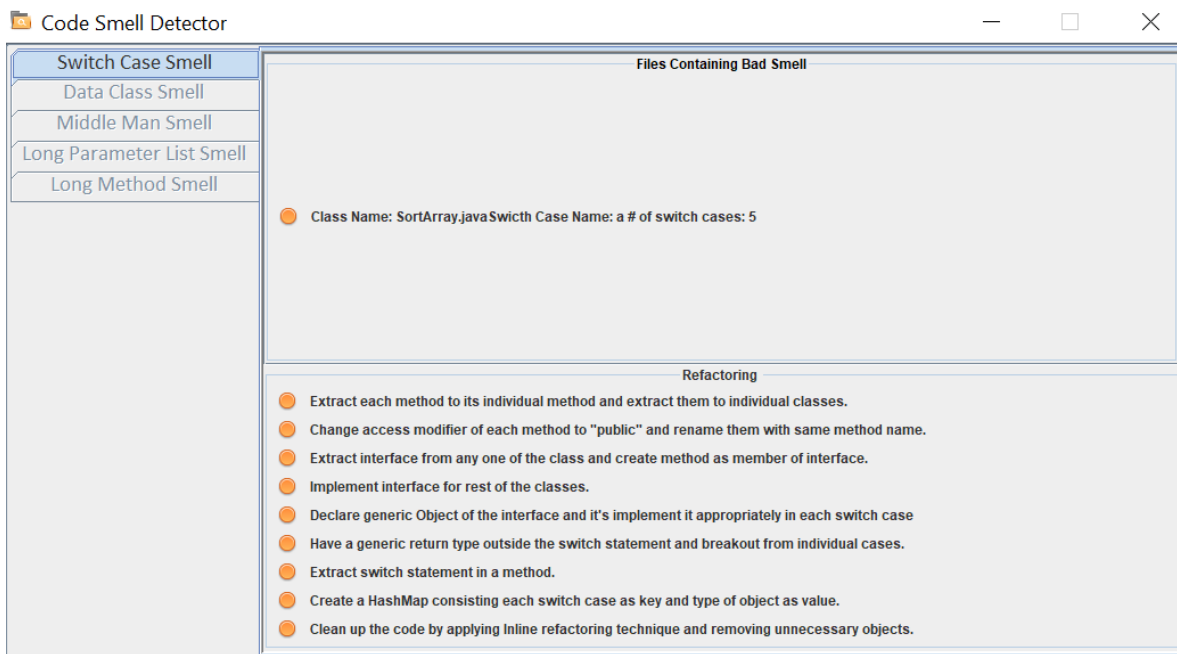 Code Smell Detector
Switch Case Smell
Data Class Smell
Middle Man Smell
Long Parameter List Smell
Long Method Smell
Files Containing Bad Smell
Class Name: SortArray.javaSwicth Case Name: a # of switch cases: 5
Refactoring
Extract each method to its individual method and extract them to individual classes.
Change access modifier of each method to "public" and rename them with same method name.
Extract interface from any one of the class and create method as member of interface.
Implement interface for rest of the classes.
Declare generic Object of the interface and it's implement it appropriately in each switch case
Have a generic return type outside the switch statement and breakout from individual cases.
Extract switch statement in a method.
Create a HashMap consisting each switch case as key and type of object as value.
Clean up the code by applying Inline refactoring technique and removing unnecessary objects.